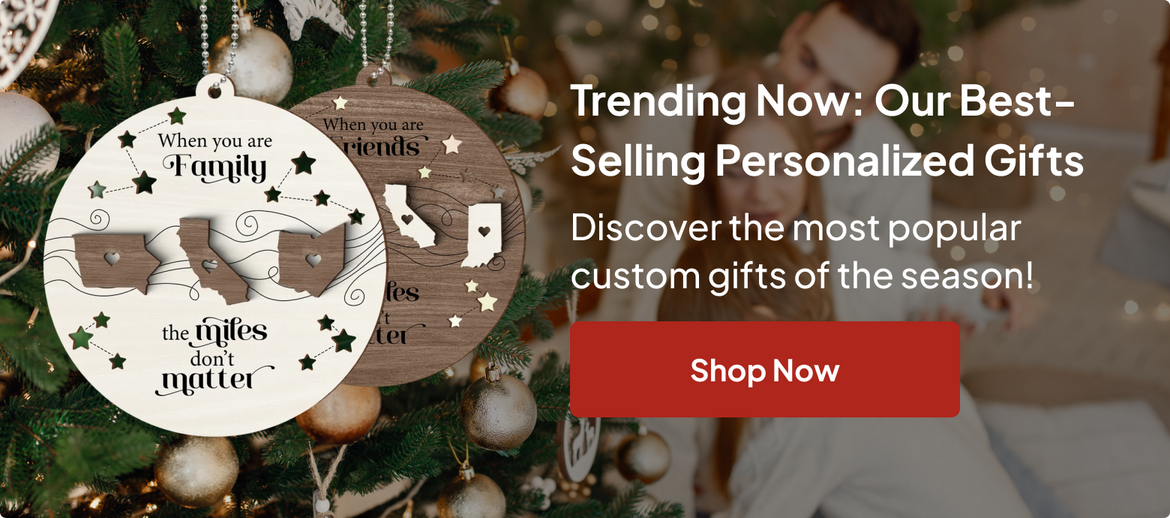 When you are
Family
the miles
don't
matter
When you are
Trending Now: Our Best-
Selling Personalized Gifts
Discover the most popular
custom gifts of the season!
Shop Now